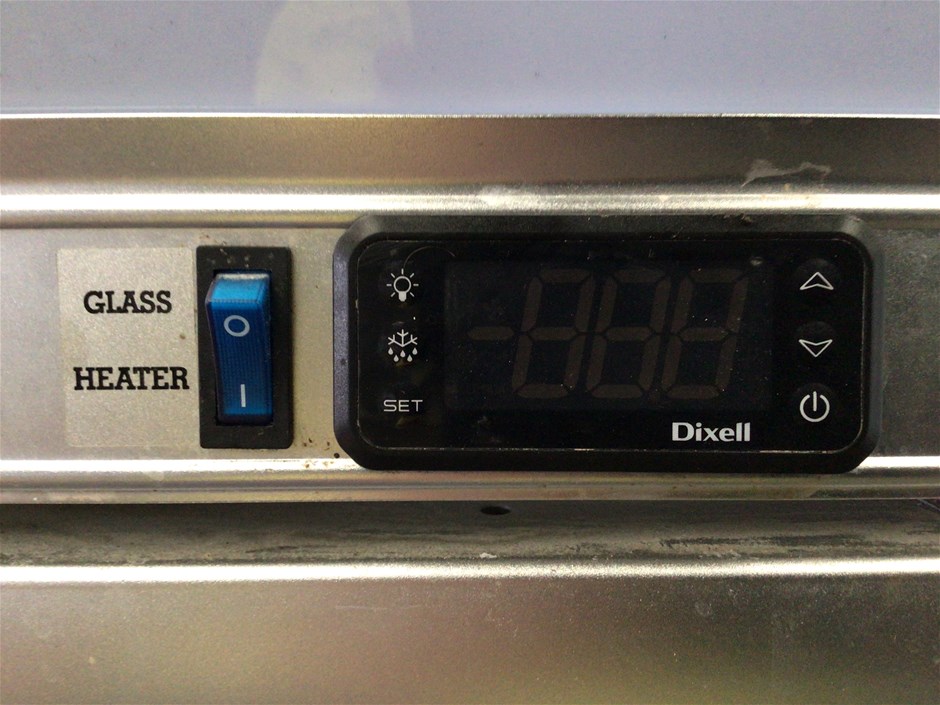 GLASS
HEATER
O
I
SET
Dixell